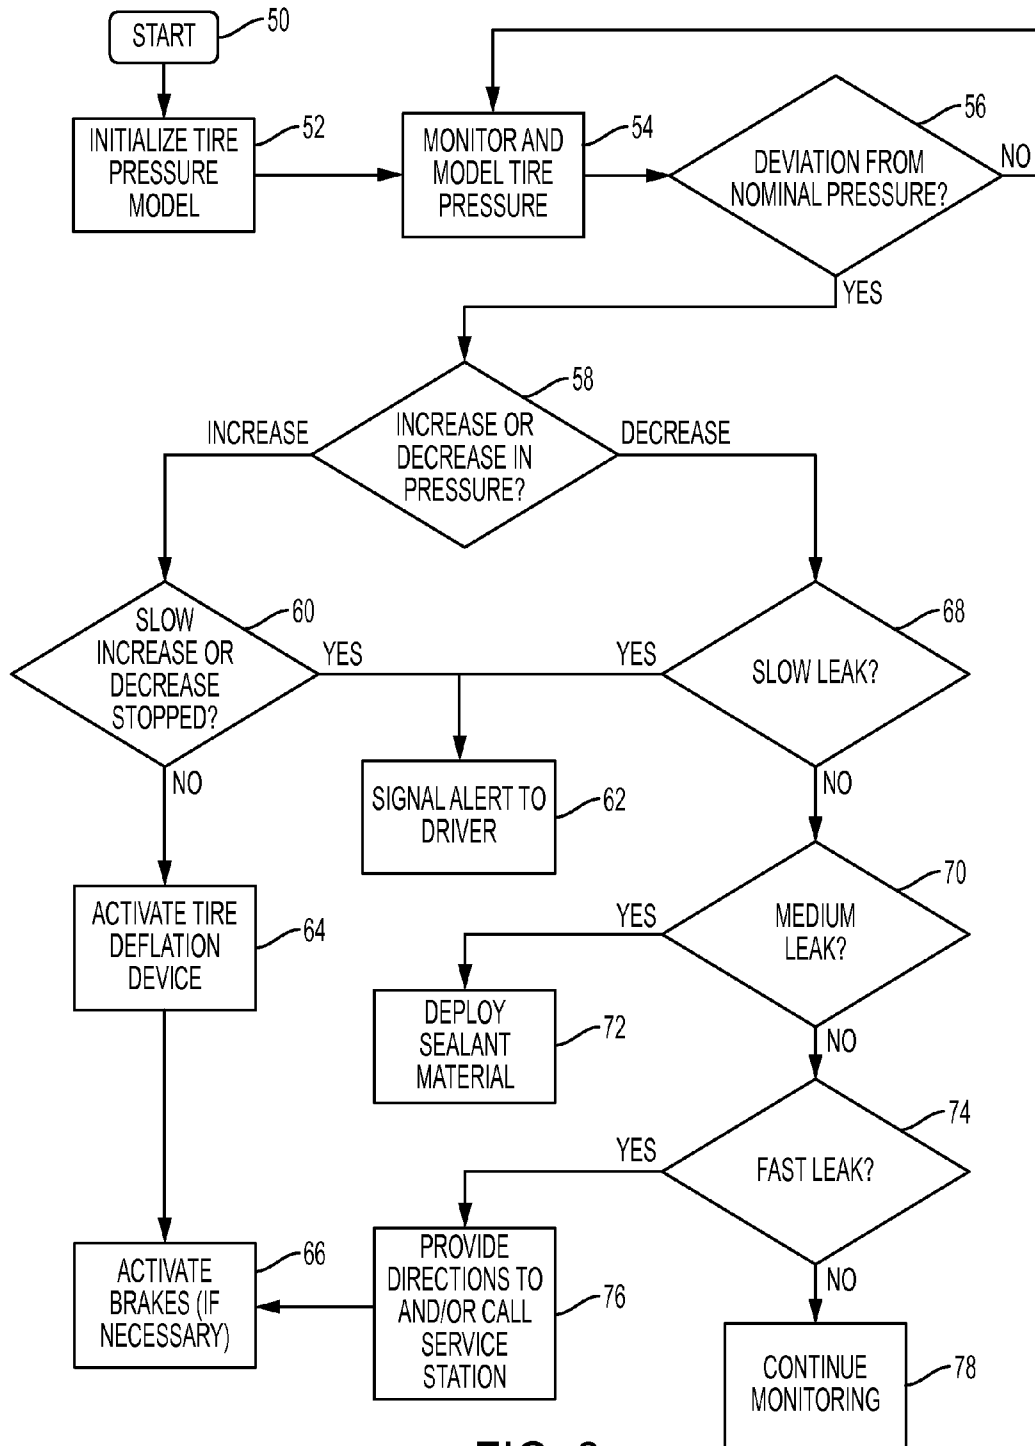 START
50
INITIALIZE TIRE
PRESSURE
MODEL
52
MONITOR AND
MODEL TIRE
PRESSURE
54
DEVIATION FROM
NOMINAL PRESSURE?
56
NO
YES
INCREASE OR
DECREASE IN
PRESSURE?
58
INCREASE
DECREASE
SLOW
INCREASE OR
DECREASE
STOPPED?
60
YES
YES
SLOW LEAK?
68
NO
SIGNAL ALERT TO
DRIVER
62
NO
ACTIVATE TIRE
DEFLATION
DEVICE
64
YES
MEDIUM
LEAK?
70
DEPLOY
SEALANT
MATERIAL
72
NO
YES
FAST LEAK?
74
ACTIVATE
BRAKES (IF
NECESSARY)
66
PROVIDE
DIRECTIONS TO
AND/OR CALL
SERVICE
STATION
76
NO
CONTINUE
MONITORING
78